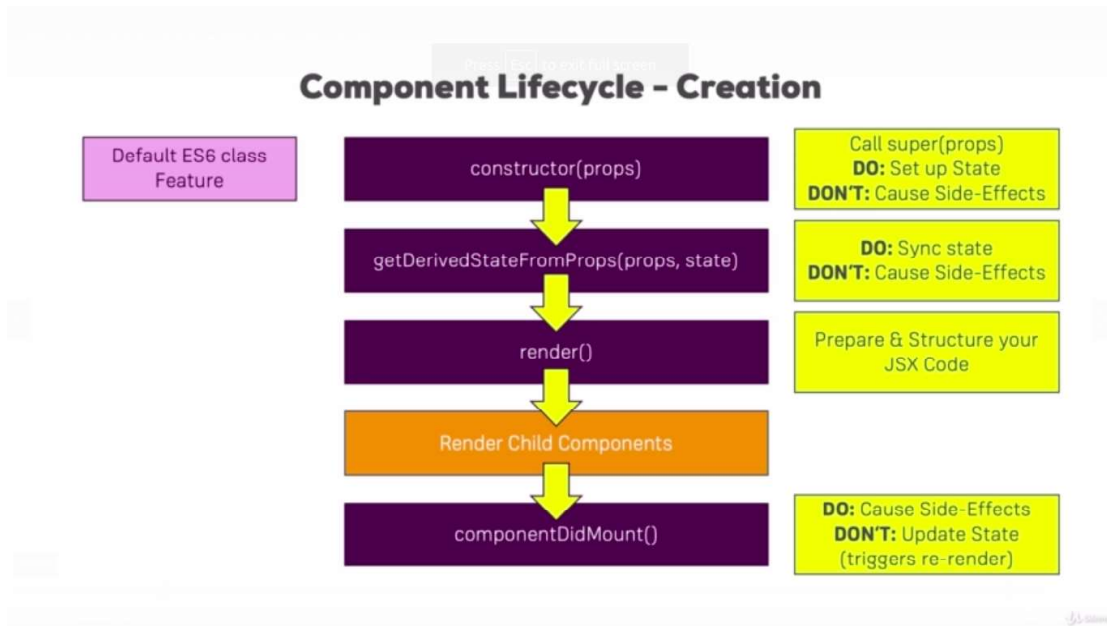 Press Esc to exit full screen
Component Lifecycle - Creation
Default ES6 class
Feature
constructor(props)
Call super(props)
DO: Set up State
DON'T: Cause Side-Effects
getDerivedStateFromProps(props, state)
DO: Sync state
DON'T: Cause Side-Effects
render()
Prepare & Structure your
JSX Code
Render Child Components
componentDidMount()
DO: Cause Side-Effects
DON'T: Update State
(triggers re-render)